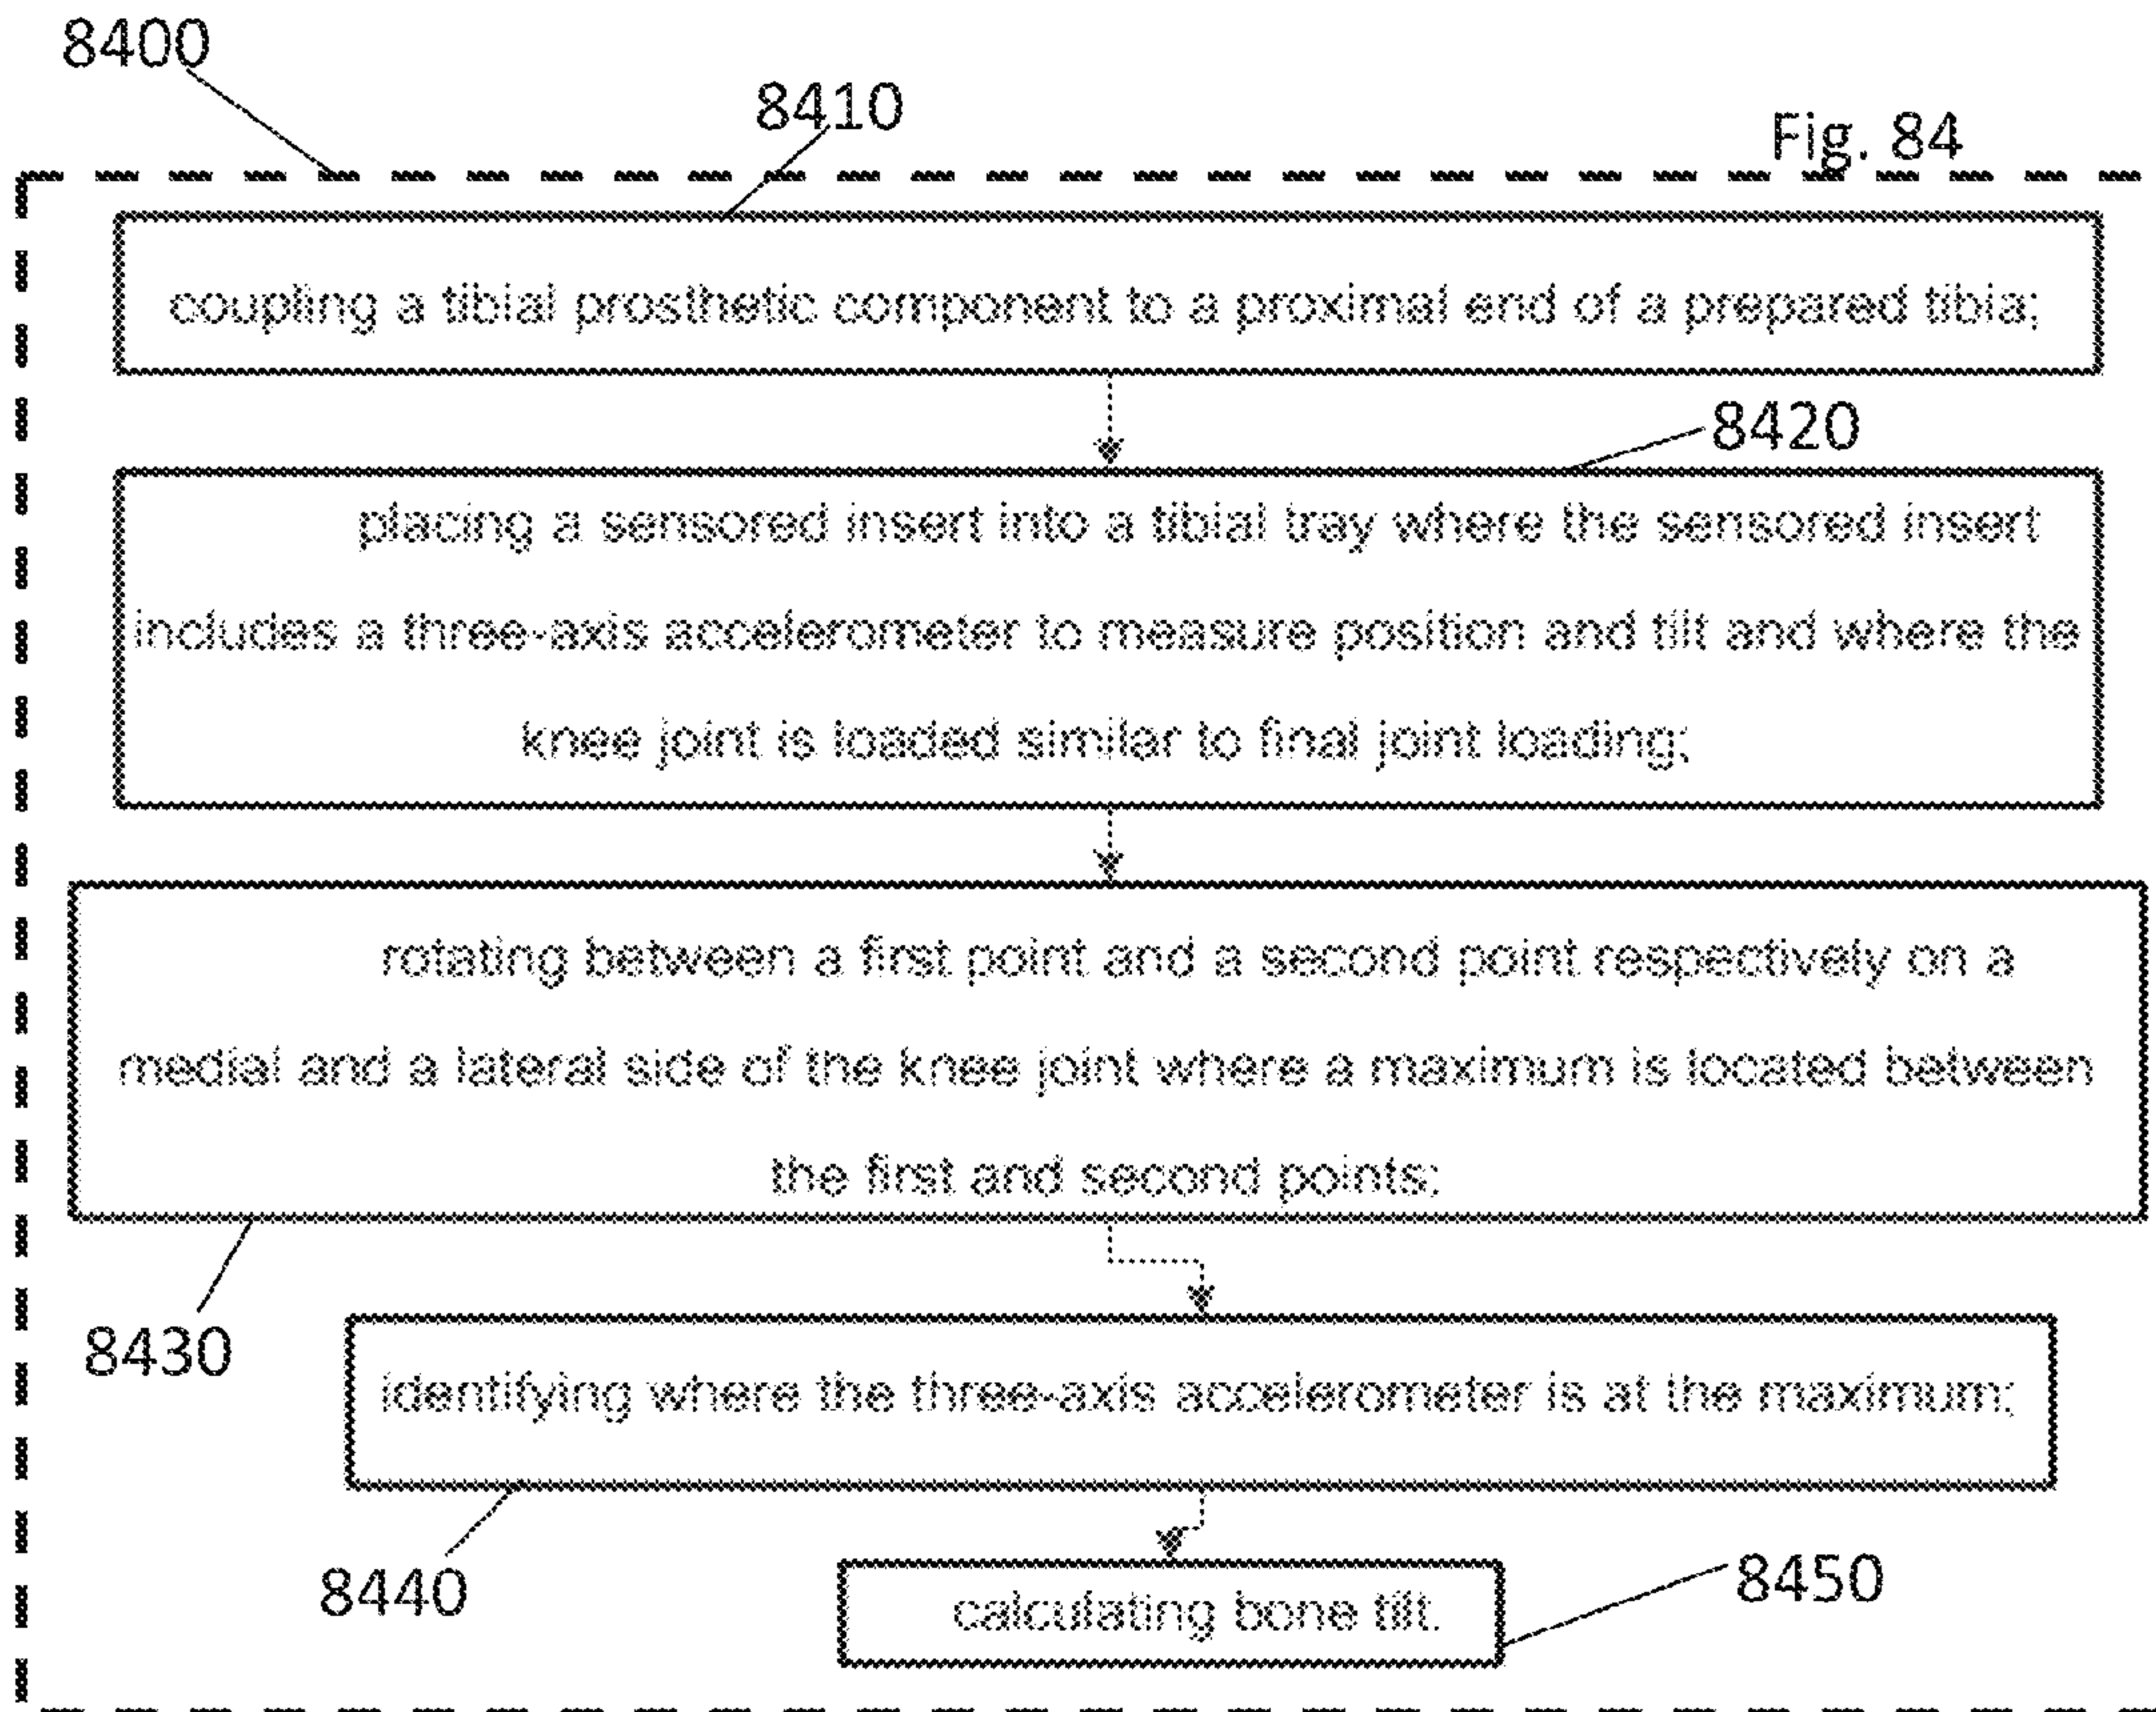 8400
8410
Fig. 84
coupling a tibial prosthetic component to a proximal end of a prepared tibia;
8420
placing a sensored insert into a tibial tray where the sensored insert
includes a three-axis accelerometer to measure position and tilt and where the
knee joint is loaded similar to final joint loading;
rotating between a first point and a second point respectively on a
medial and a lateral side of the knee joint where a maximum is located between
the first and second points;
8430
identifying where the three-axis accelerometer is at the maximum;
8440
8450
calculating bone tilt.